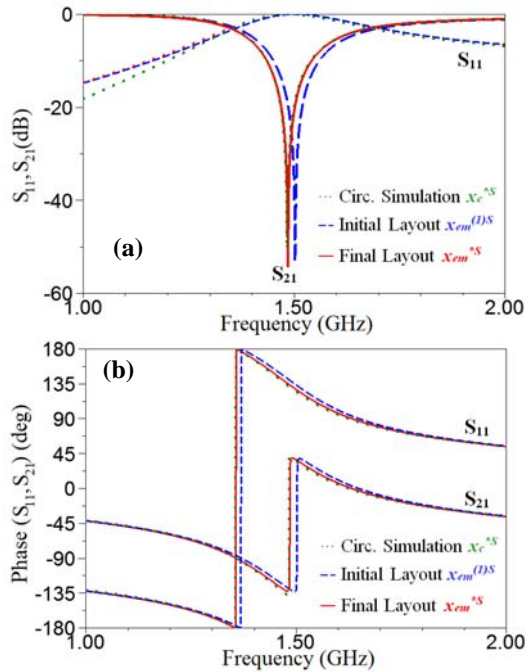 0
-20
-40
-60
S11, S21(dB)
S11
Circ. Simulation xc*S
Initial Layout xem(1)S
Final Layout xem*S
(a)
S21
1.00 1.50 2.00
Frequency (GHz)
180
135
90
45
0
-45
-90
-135
-180
Phase (S11, S21) (deg)
(b)
S11
S21
Circ. Simulation xc*S
Initial Layout xem(1)S
Final Layout xem*S
1.00 1.50 2.00
Frequency (GHz)